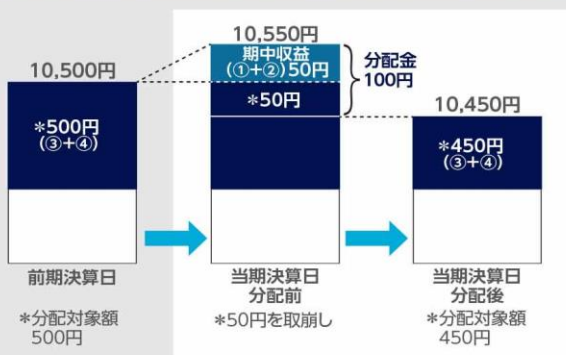 10,500円
*500円
(③+④)
前期決算日
*分配対象額
500円
10,550円
期中収益
(①+②)50円
*50円
分配金
100円
当期決算日
分配前
*50円を取崩し
10,450円
*450円
(③+④)
当期決算日
分配後
*分配対象額
450円